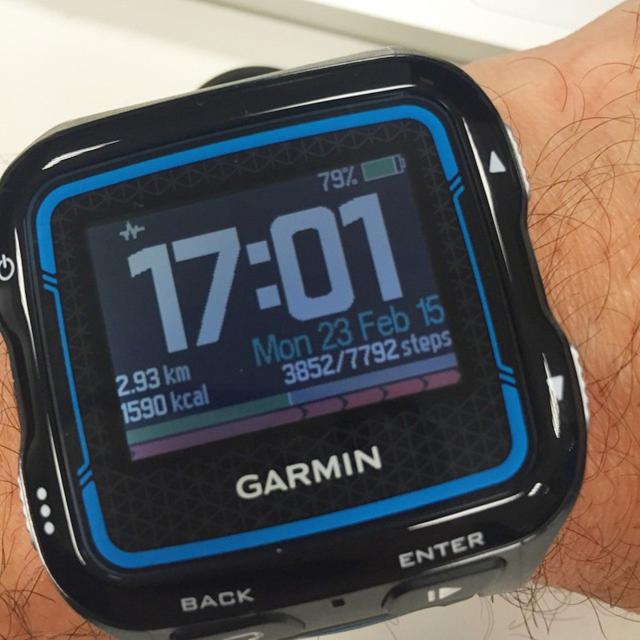 79%
17:01
Mon 23 Feb 15
2.93 km
3852/7792 steps
1590 kcal
GARMIN
BACK
ENTER